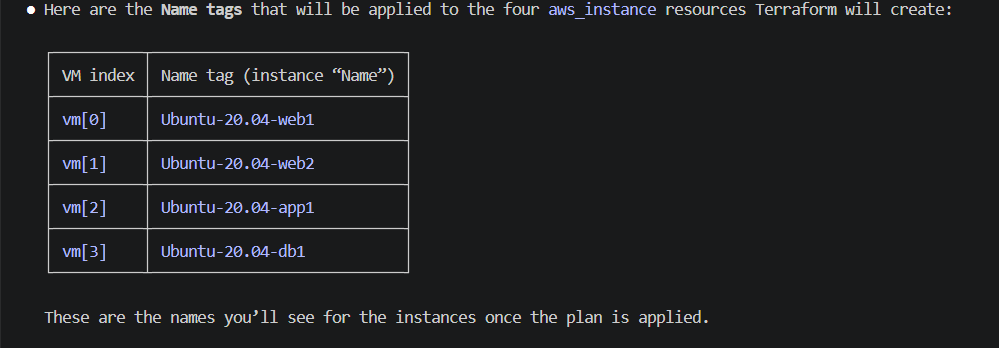 ● Here are the Name tags that will be applied to the four aws_instance resources Terraform will create:
VM index Name tag (instance “Name”)
vm[0] Ubuntu-20.04-web1
vm[1] Ubuntu-20.04-web2
vm[2] Ubuntu-20.04-app1
vm[3] Ubuntu-20.04-db1
These are the names you’ll see for the instances once the plan is applied.